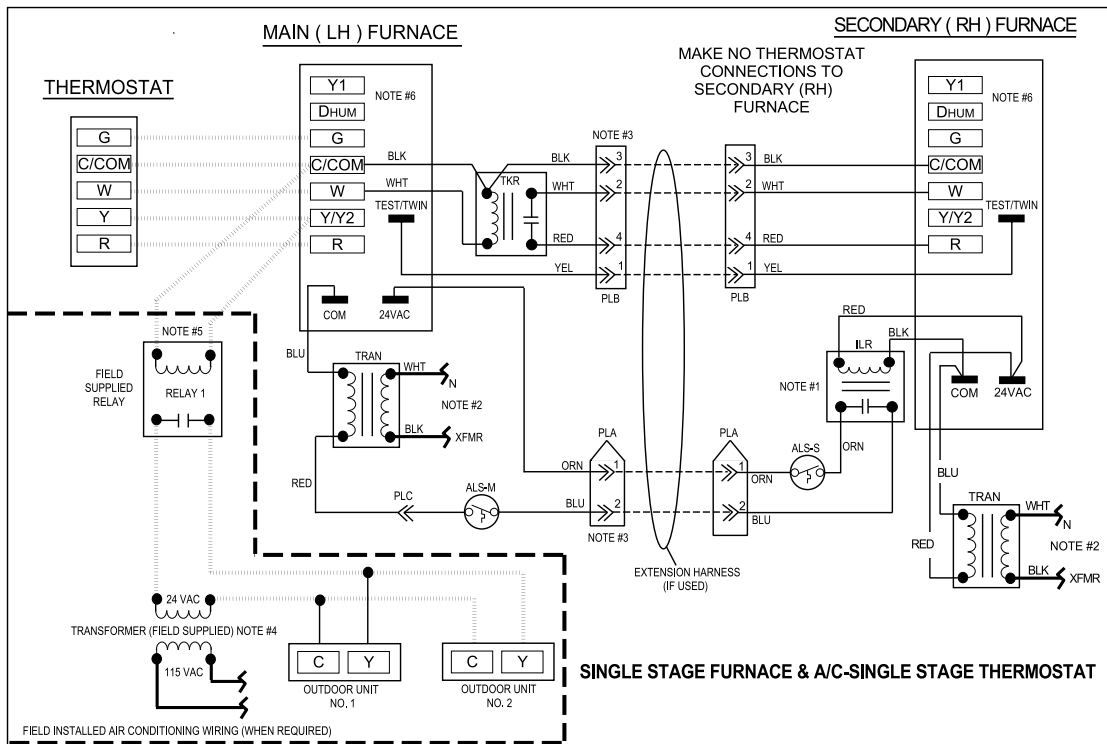 MAIN ( LH ) FURNACE
SECONDARY ( RH ) FURNACE
MAKE NO THERMOSTAT
CONNECTIONS TO
SECONDARY (RH)
FURNACE
THERMOSTAT
G
C/COM
W
Y
R
Y1
NOTE #6
DHUM
G
C/COM
W
TEST/TWIN
Y/Y2
R
COM
24VAC
BLK
WHT
TKR
BLK
WHT
RED
YEL
NOTE #3
3
2
4
1
PLB
3
2
4
1
PLB
BLK
WHT
RED
YEL
Y1
NOTE #6
DHUM
G
C/COM
W
TEST/TWIN
Y/Y2
R
COM
24VAC
RED
BLK
ILR
NOTE #1
NOTE #5
FIELD
SUPPLIED
RELAY
RELAY 1
BLU
TRAN
WHT
N
NOTE #2
BLK
XFMR
RED
PLC
ALS-M
ORN
BLU
PLA
1
2
NOTE #3
PLA
1
2
ORN
BLU
ALS-S
ORN
EXTENSION HARNESS
(IF USED)
BLU
RED
TRAN
WHT
N
NOTE #2
BLK
XFMR
24 VAC
TRANSFORMER (FIELD SUPPLIED) NOTE #4
115 VAC
C
Y
OUTDOOR UNIT
NO. 1
C
Y
OUTDOOR UNIT
NO. 2
SINGLE STAGE FURNACE & A/C-SINGLE STAGE THERMOSTAT
FIELD INSTALLED AIR CONDITIONING WIRING (WHEN REQUIRED)